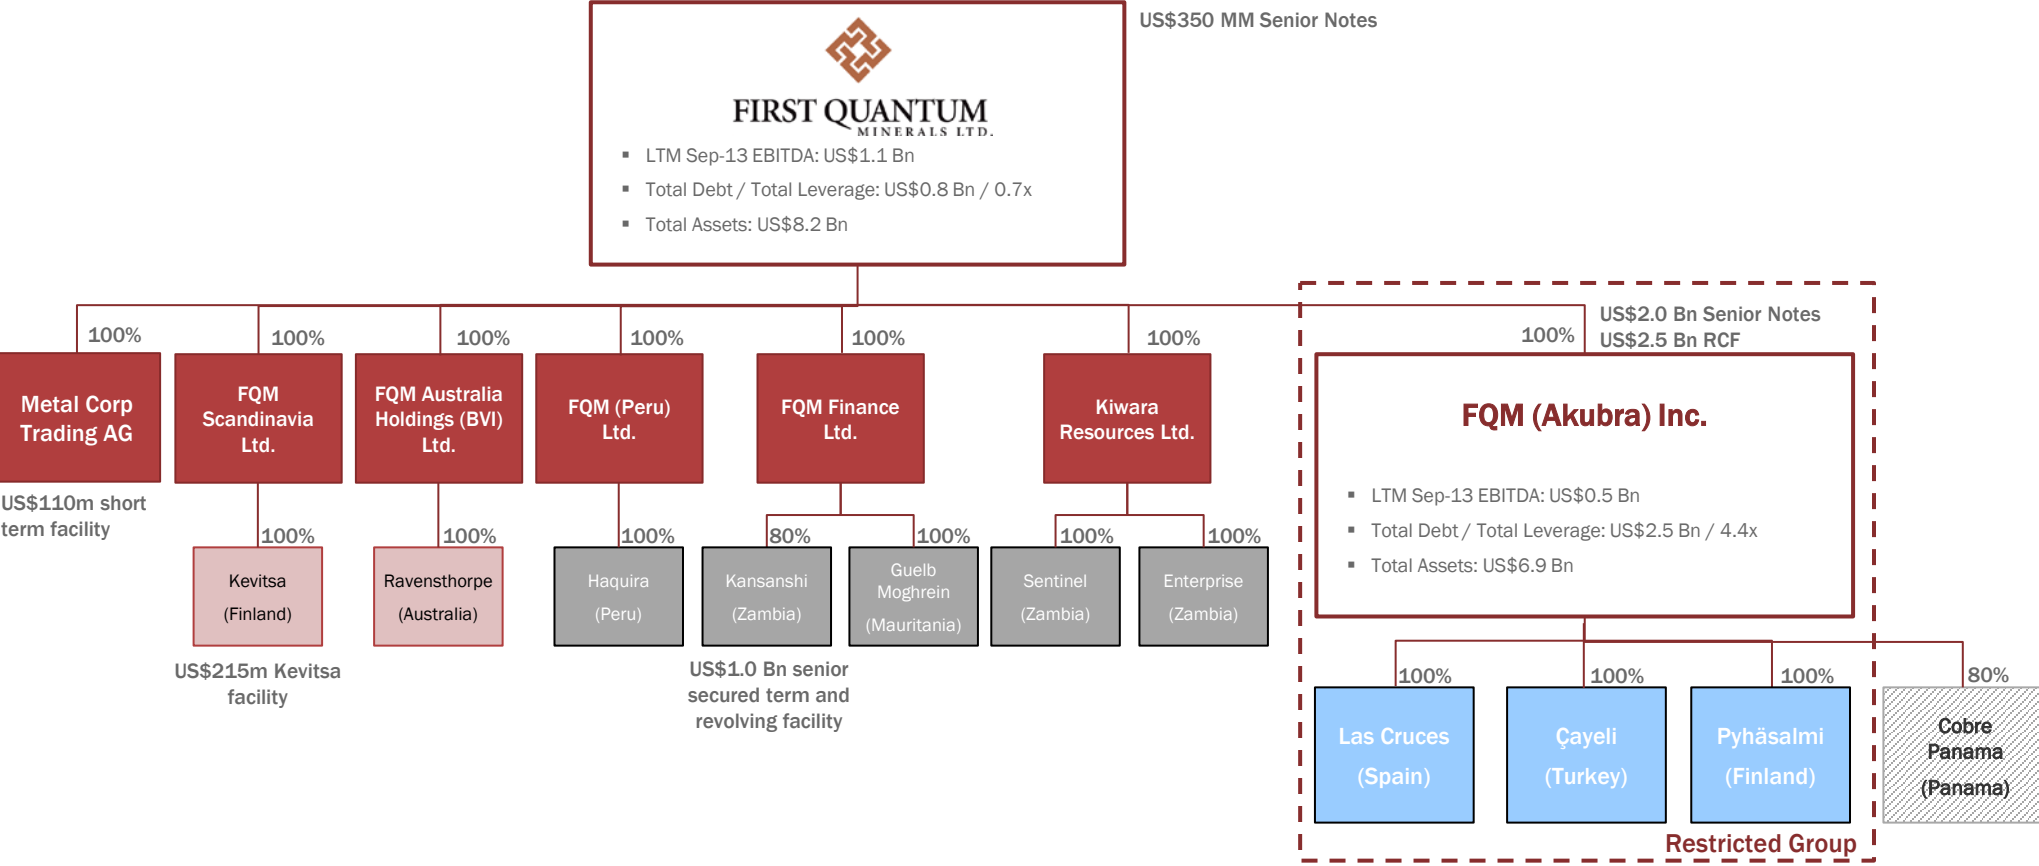 US$350 MM Senior Notes
FIRST QUANTUM
MINERALS LTD.
▪ LTM Sep-13 EBITDA: US$1.1 Bn
▪ Total Debt / Total Leverage: US$0.8 Bn / 0.7x
▪ Total Assets: US$8.2 Bn
100%
100%
100%
100%
100%
100%
100%
US$2.0 Bn Senior Notes
US$2.5 Bn RCF
Metal Corp
Trading AG
US$110m short
term facility
FQM
Scandinavia
Ltd.
FQM Australia
Holdings (BVI)
Ltd.
FQM (Peru)
Ltd.
FQM Finance
Ltd.
Kiwara
Resources Ltd.
FQM (Akubra) Inc.
▪ LTM Sep-13 EBITDA: US$0.5 Bn
▪ Total Debt / Total Leverage: US$2.5 Bn / 4.4x
▪ Total Assets: US$6.9 Bn
100%
Kevitsa
(Finland)
US$215m Kevitsa
facility
100%
Ravensthorpe
(Australia)
100%
Haquira
(Peru)
80%
Kansanshi
(Zambia)
US$1.0 Bn senior
secured term and
revolving facility
100%
Guelb
Moghrein
(Mauritania)
100%
Sentinel
(Zambia)
100%
Enterprise
(Zambia)
100%
Las Cruces
(Spain)
100%
Çayeli
(Turkey)
100%
Pyhäsalmi
(Finland)
80%
Cobre
Panama
(Panama)
Restricted Group